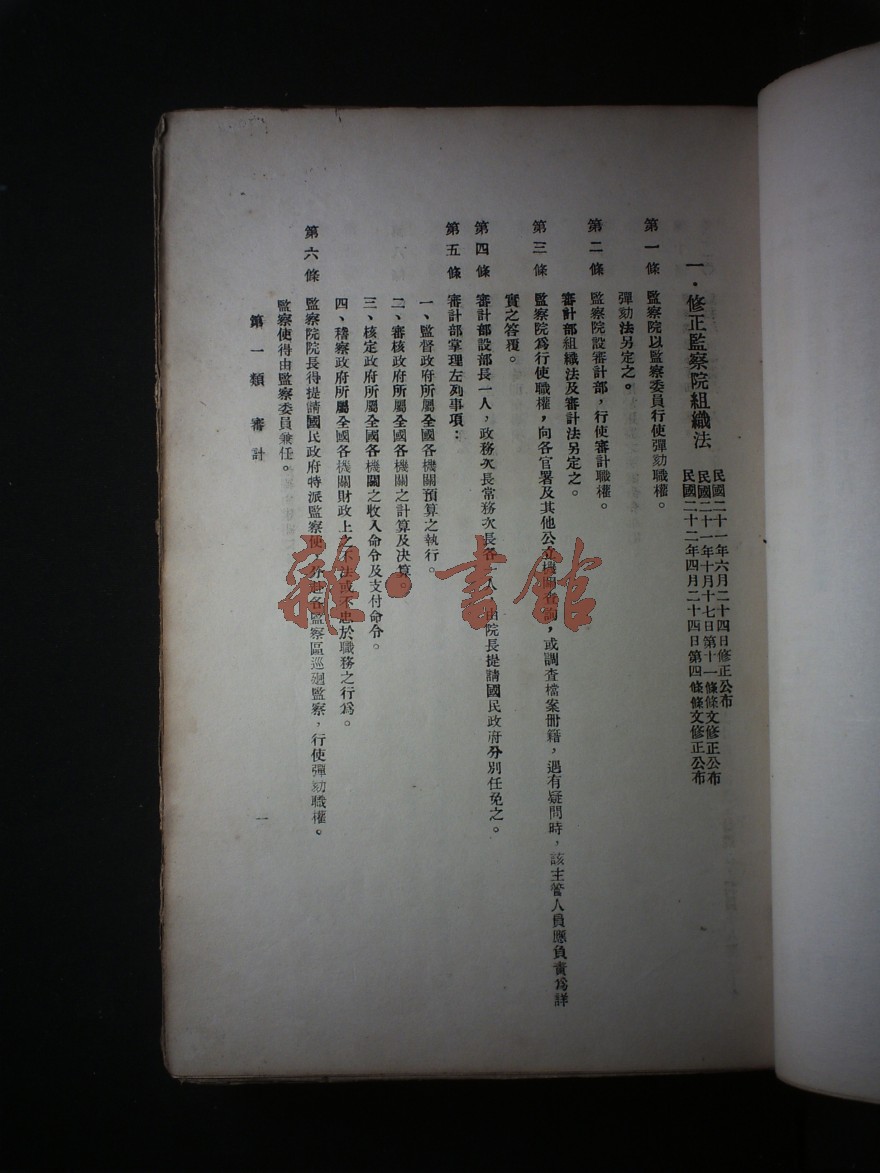 一．修正監察院組織法
民國二十一年六月二十四日修正公布
民國二十一年十月十七日第十一條條文修正公布
民國二十二年四月二十四日第四條條文修正公布
第一條 監察院以監察委員行使彈劾職權。
彈劾法另定之。
第二條 監察院設審計部，行使審計職權。
審計部組織法及審計法另定之。
第三條 監察院爲行使職權，向各官署及其他公立機關查詢，或調查檔案冊籍，遇有疑問時，該主管人員應負責爲詳
實之答覆。
第四條 審計部設部長一人，政務次長常務次長各一人，由院長提請國民政府分別任免之。
第五條 審計部掌理左列事項：
一、監督政府所屬全國各機關預算之執行。
二、審核政府所屬全國各機關之計算及決算。
三、核定政府所屬全國各機關之收入命令及支付命令。
四、稽察政府所屬全國各機關財政上之不法或不忠於職務之行爲。
第六條 監察院院長得提請國民政府特派監察使，分赴各監察區巡迴監察，行使彈劾職權。
監察使得由監察委員兼任。
第一類 審計
一
雜·書館